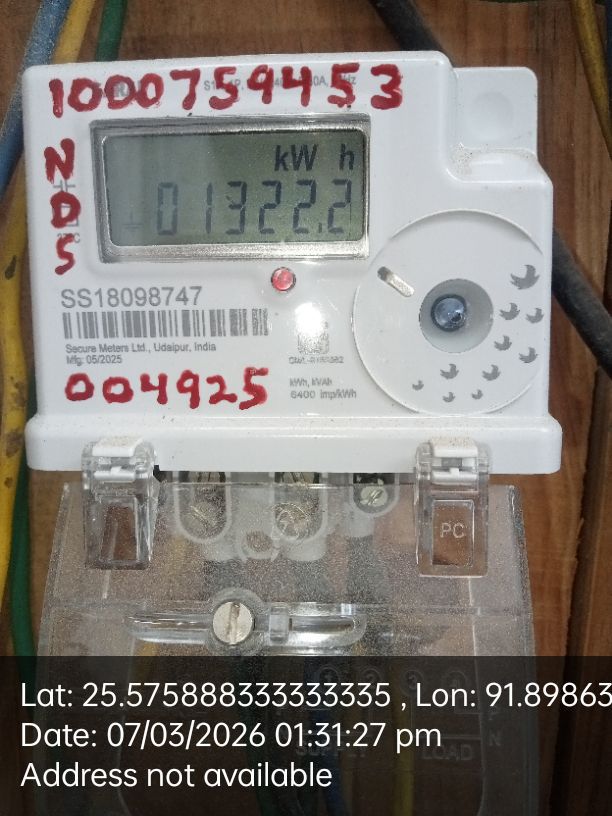 1000759453
kW h
N
D
S
+01322.2
SS18098747
Secure Meters Ltd., Udaipur, India
Mfg: 05/2025
kWh, kVAh
6400 imp/kWh
004925
PC
LOAD
Lat: 25.575888333333335 , Lon: 91.89863
Date: 07/03/2026 01:31:27 pm
Address not available